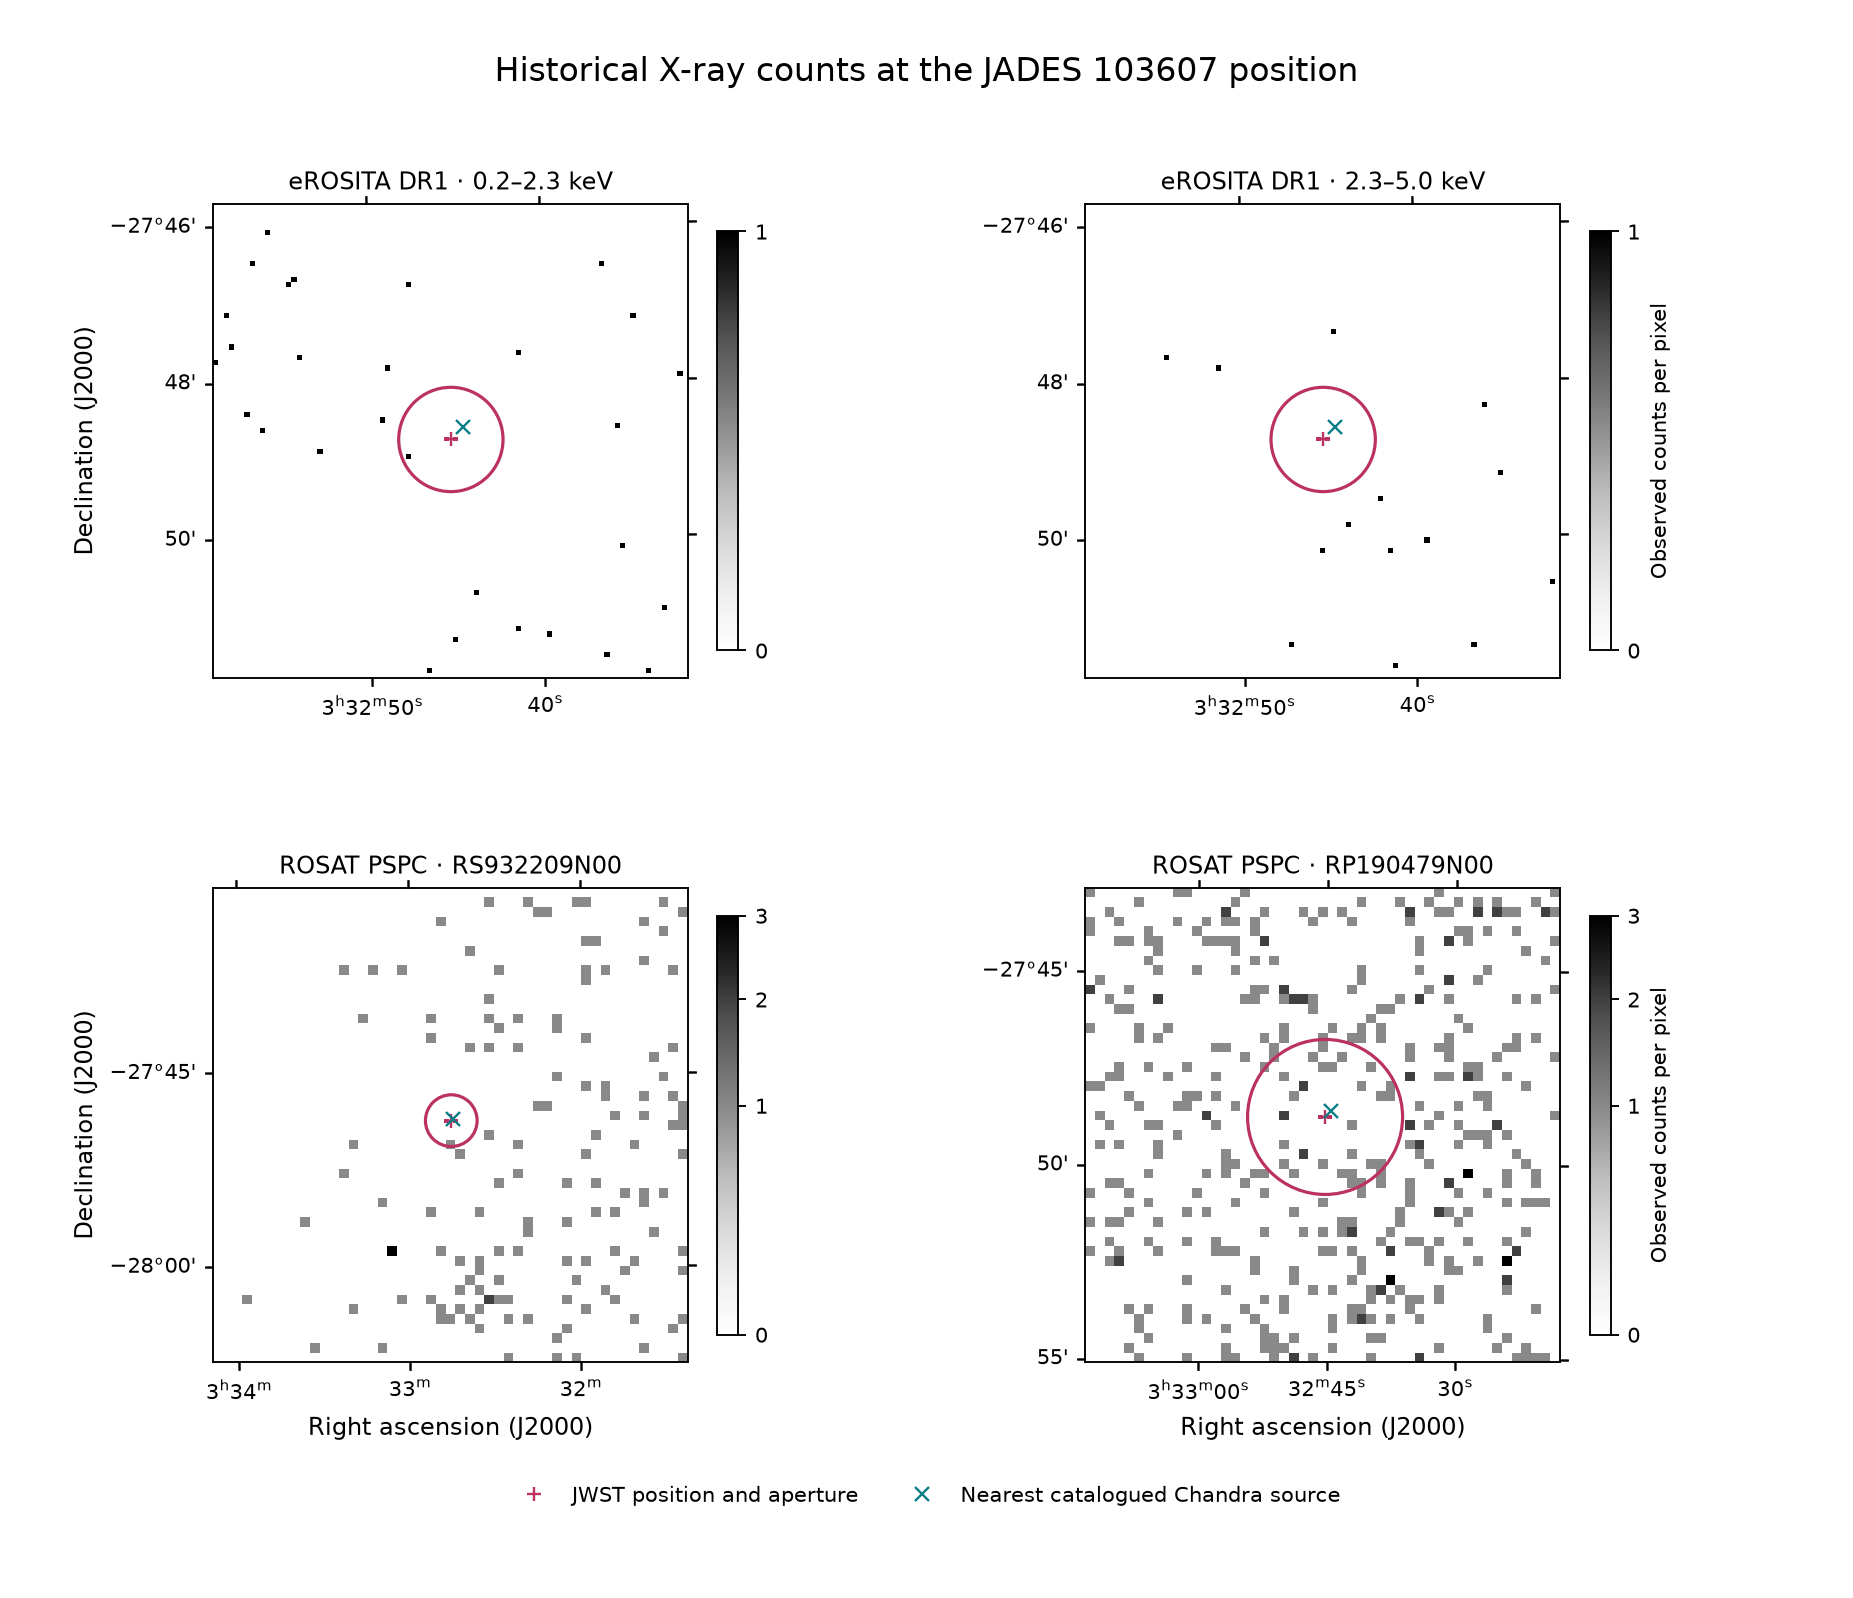 Historical X-ray counts at the JADES 103607 position
eROSITA DR1 · 0.2–2.3 keV
−27°46'
48'
50'
Declination (J2000)
3ʰ32ᵐ50ˢ
40ˢ
1
0
eROSITA DR1 · 2.3–5.0 keV
−27°46'
48'
50'
3ʰ32ᵐ50ˢ
40ˢ
1
0
Observed counts per pixel
ROSAT PSPC · RS932209N00
−27°45'
−28°00'
Declination (J2000)
3ʰ34ᵐ
33ᵐ
32ᵐ
Right ascension (J2000)
3
2
1
0
ROSAT PSPC · RP190479N00
−27°45'
50'
55'
3ʰ33ᵐ00ˢ
32ᵐ45ˢ
30ˢ
Right ascension (J2000)
3
2
1
0
Observed counts per pixel
JWST position and aperture
Nearest catalogued Chandra source